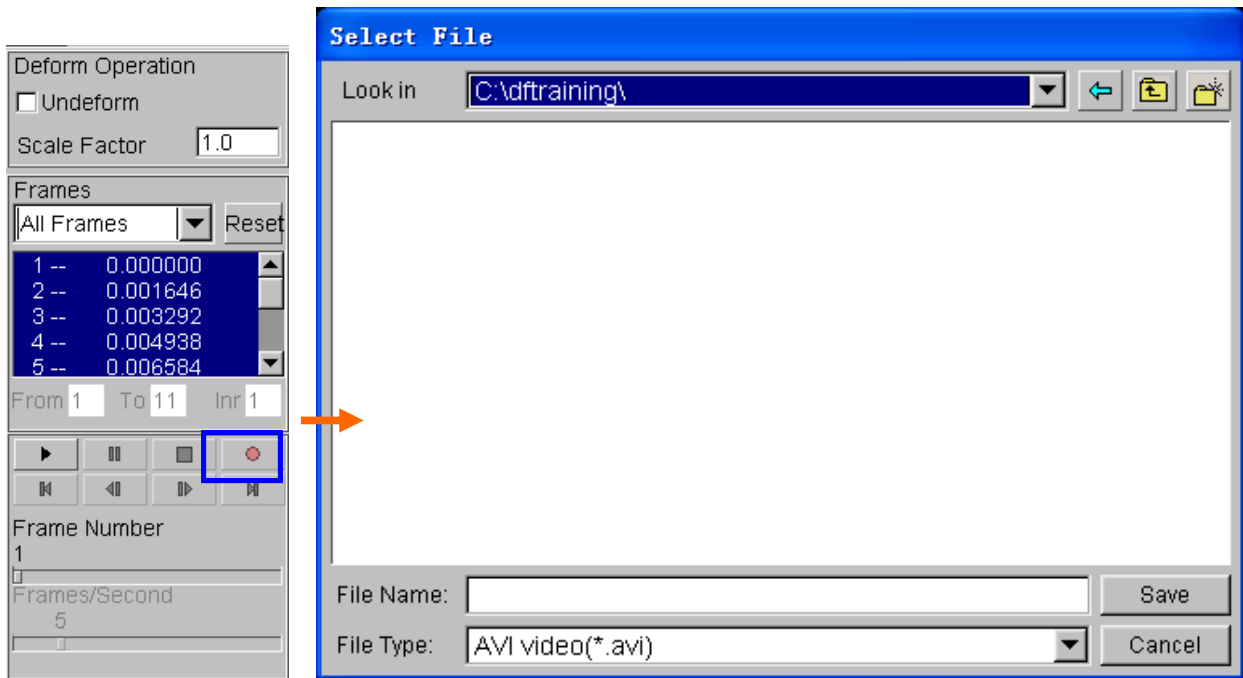 Deform Operation
Undeform
Scale Factor 1.0
Frames
All Frames Reset
1 -- 0.000000
2 -- 0.001646
3 -- 0.003292
4 -- 0.004938
5 -- 0.006584
From 1 To 11 Inr 1
Frame Number
1
Frames/Second
5
Select File
Look in C:\dftraining\
File Name: Save
File Type: AVI video(*.avi) Cancel